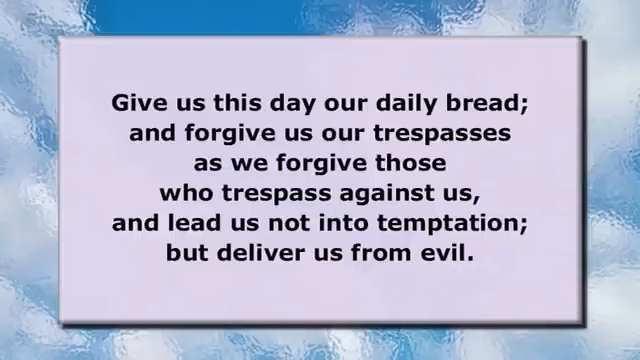 Give us this day our daily bread;
and forgive us our trespasses
as we forgive those
who trespass against us,
and lead us not into temptation;
but deliver us from evil.